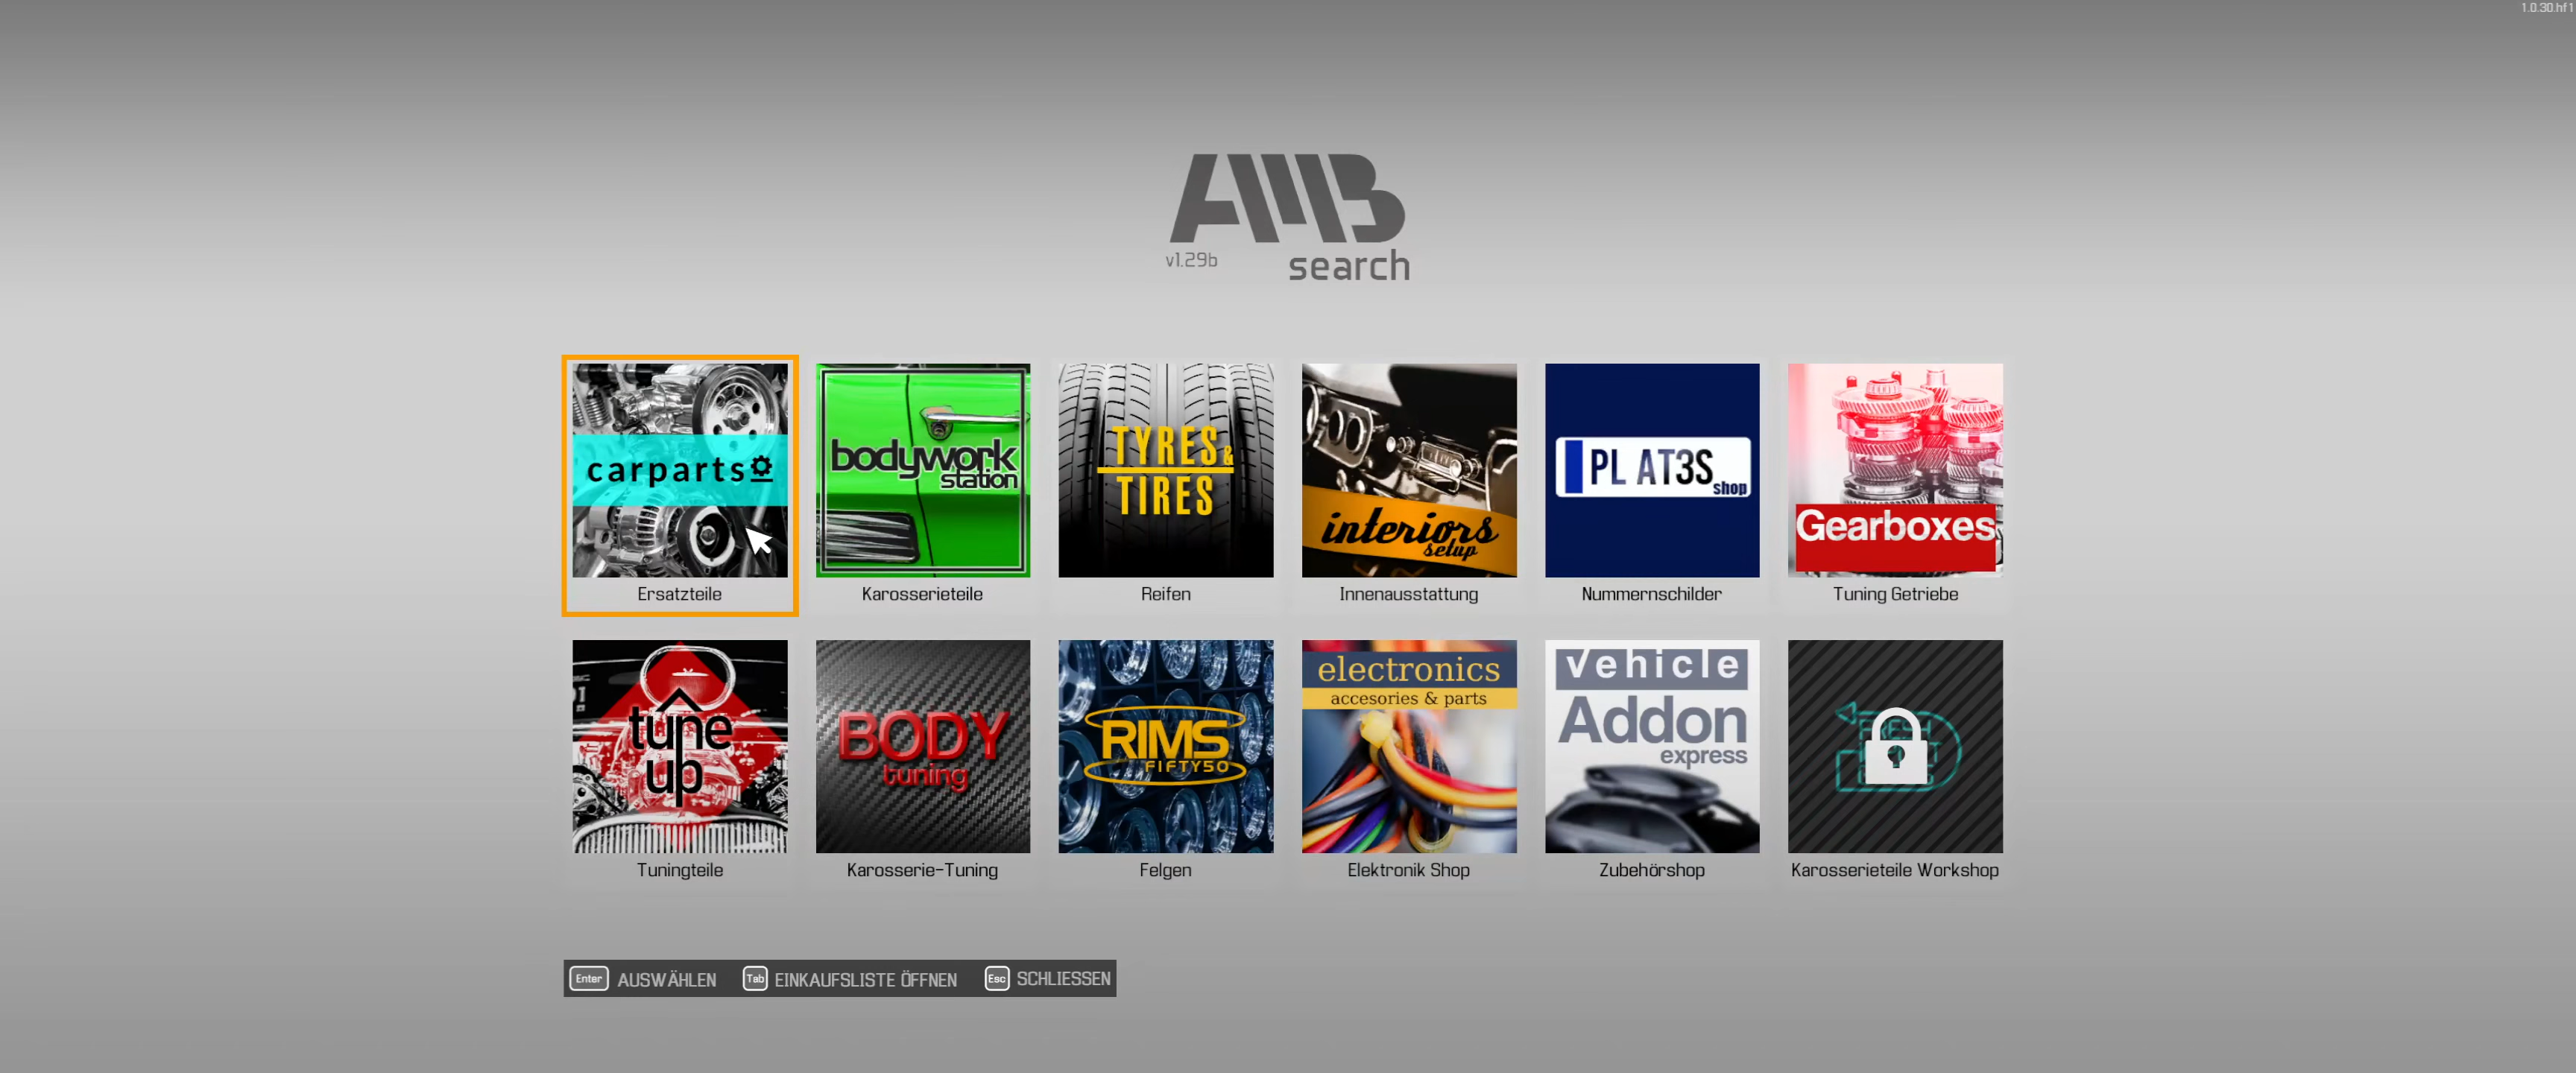 1.0.30.hf1
AMB
v1.29b
search
carparts
bodywork
station
TYRES &
TIRES
interiors
setup
PL AT3S
shop
Gearboxes
Ersatzteile
Karosserieteile
Reifen
Innenausstattung
Nummernschilder
Tuning Getriebe
tune
up
BODY
tuning
RIMS
FIFTY50
electronics
accesories & parts
vehicle
Addon
express
Tuningteile
Karosserie-Tuning
Felgen
Elektronik Shop
Zubehörshop
Karosserieteile Workshop
Enter AUSWÄHLEN Tab EINKAUFSLISTE ÖFFNEN Esc SCHLIESSEN